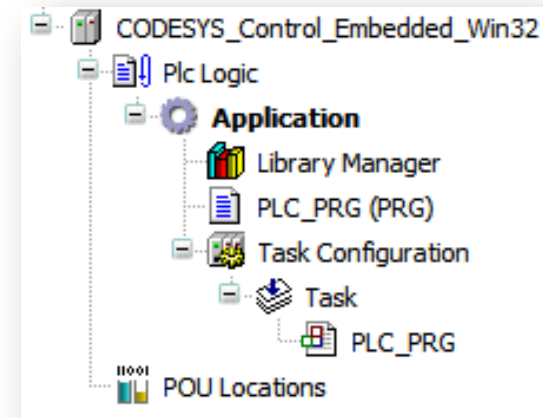 CODESYS_Control_Embedded_Win32
Plc Logic
Application
Library Manager
PLC_PRG (PRG)
Task Configuration
Task
PLC_PRG
POU Locations